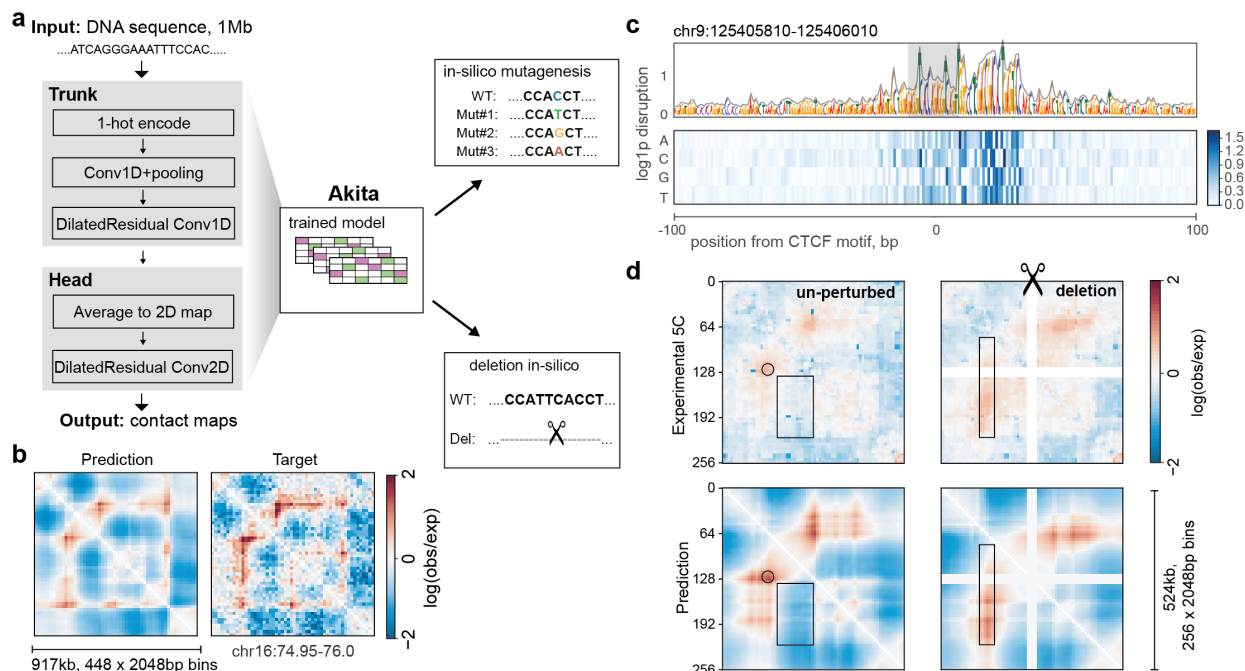 a
Input: DNA sequence, 1Mb
....ATCAGGGAAATTTCCAC.....
Trunk
1-hot encode
Conv1D+pooling
DilatedResidual Conv1D
Head
Average to 2D map
DilatedResidual Conv2D
Output: contact maps
Akita
trained model
in-silico mutagenesis
WT: ....CCACCT....
Mut#1: ....CCATCT....
Mut#2: ....CCAGCT....
Mut#3: ....CCAACT....
deletion in-silico
WT: ....CCATTCACCT...
Del: ...----------------...
b
Prediction
Target
2
0
−2
log(obs/exp)
917kb, 448 x 2048bp bins
chr16:74.95-76.0
c
chr9:125405810-125406010
log1p disruption
1
0
A
C
G
T
1.5
1.2
0.9
0.6
0.3
0.0
-100
0
100
position from CTCF motif, bp
d
un-perturbed
deletion
Experimental 5C
0
64
128
192
256
2
0
−2
log(obs/exp)
Prediction
0
64
128
192
256
524kb,
256 x 2048bp bins